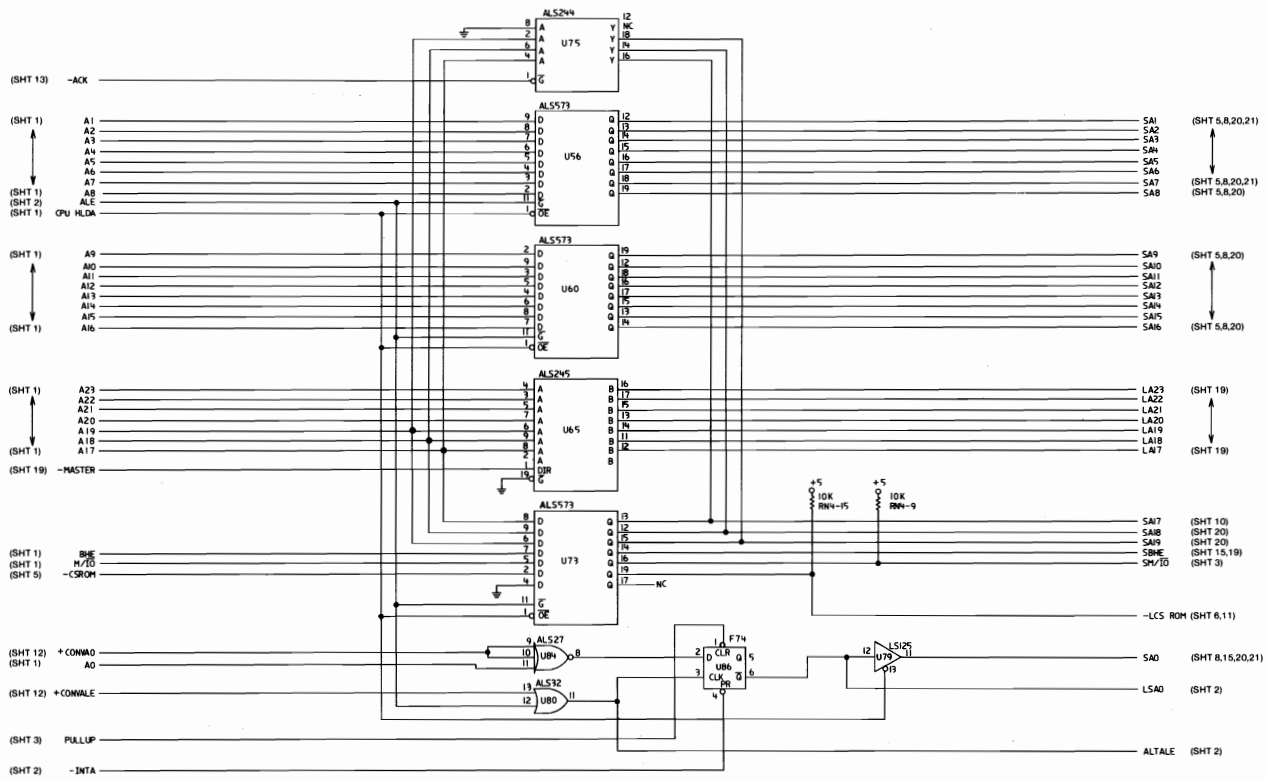 ALS244
8 A Y 12 NC
2 A Y 18
6 A U75 Y 14
4 A Y 16
(SHT 13) -ACK 1 G
ALS573
(SHT 1) A1 9 D Q 12 SA1 (SHT 5,8,20,21)
A2 8 D Q 13 SA2
A3 7 D Q 14 SA3
A4 6 D Q 15 SA4
A5 5 D U56 Q 16 SA5
A6 4 D Q 17 SA6
A7 3 D Q 18 SA7 (SHT 5,8,20,21)
(SHT 1) A8 2 D Q 19 SA8 (SHT 5,8,20)
(SHT 2) ALE 11 G
(SHT 1) CPU HLDA 1 OE
ALS573
(SHT 1) A9 2 D Q 19 SA9 (SHT 5,8,20)
A10 9 D Q 12 SA10
A11 3 D Q 18 SA11
A12 5 D U60 Q 16 SA12
A13 4 D Q 17 SA13
A14 6 D Q 15 SA14
A15 8 D Q 13 SA15
(SHT 1) A16 7 D Q 14 SA16 (SHT 5,8,20)
11 G
1 OE
ALS245
(SHT 1) A23 4 A B 16 LA23 (SHT 19)
A22 3 A B 17 LA22
A21 5 A B 15 LA21
A20 7 A B 13 LA20
A19 6 A U65 B 14 LA19
A18 9 A B 11 LA18
(SHT 1) A17 8 A B 12 LA17 (SHT 19)
2 A B
(SHT 19) -MASTER 1 DIR
19 G
+5 +5
10K 10K
RN4-15 RN4-9
ALS573
8 D Q 13 SA17 (SHT 10)
9 D Q 12 SA18 (SHT 20)
6 D Q 15 SA19 (SHT 20)
(SHT 1) BHE 7 D Q 14 SBHE (SHT 15,19)
(SHT 1) M/IO 5 D U73 Q 16 SM/IO (SHT 3)
(SHT 5) -CSROM 2 D Q 19
4 D Q 17 NC
11 G
1 OE
-LCS ROM (SHT 6,11)
ALS27 F74 LS125
(SHT 12) +CONVA0 9 10 U84 8 2 D 1 CLR Q 5 12 U79 11 SA0 (SHT 8,15,20,21)
(SHT 1) A0 11 U86 13
ALS32 3 CLK Q 6
(SHT 12) +CONVALE 13 U80 11 PR LSA0 (SHT 2)
12 4
(SHT 3) PULLUP
ALTALE (SHT 2)
(SHT 2) -INTA